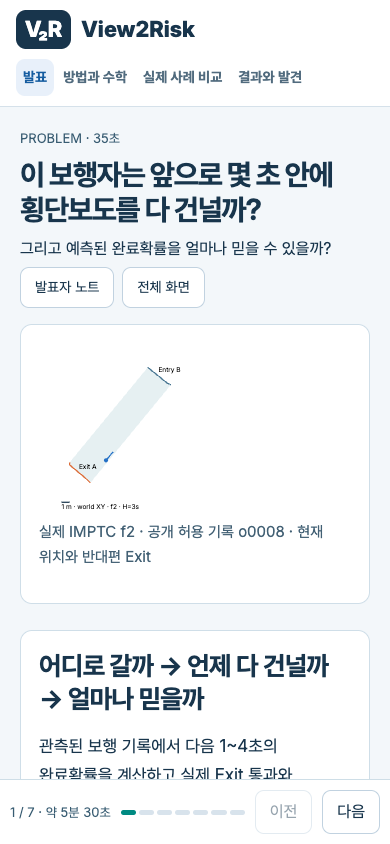 V2R View2Risk
발표 방법과 수학 실제 사례 비교 결과와 발견
PROBLEM · 35초
이 보행자는 앞으로 몇 초 안에
횡단보도를 다 건널까?
그리고 예측된 완료확률을 얼마나 믿을 수 있을까?
발표자 노트 전체 화면
Entry B
Exit A
1 m · world XY · f2 · H=3s
실제 IMPTC f2 · 공개 허용 기록 o0008 · 현재
위치와 반대편 Exit
어디로 갈까 → 언제 다 건널까
→ 얼마나 믿을까
관측된 보행 기록에서 다음 1~4초의
완료확률을 계산하고 실제 Exit 통과와
1 / 7 · 약 5분 30초 이전 다음